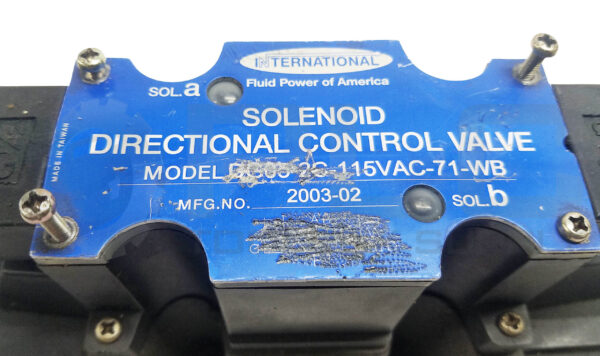 INTERNATIONAL
Fluid Power of America
SOL.a
SOLENOID
DIRECTIONAL CONTROL VALVE
MADE IN TAIWAN
MODEL -115VAC-71-WB
MFG.NO. 2003-02
SOL.b